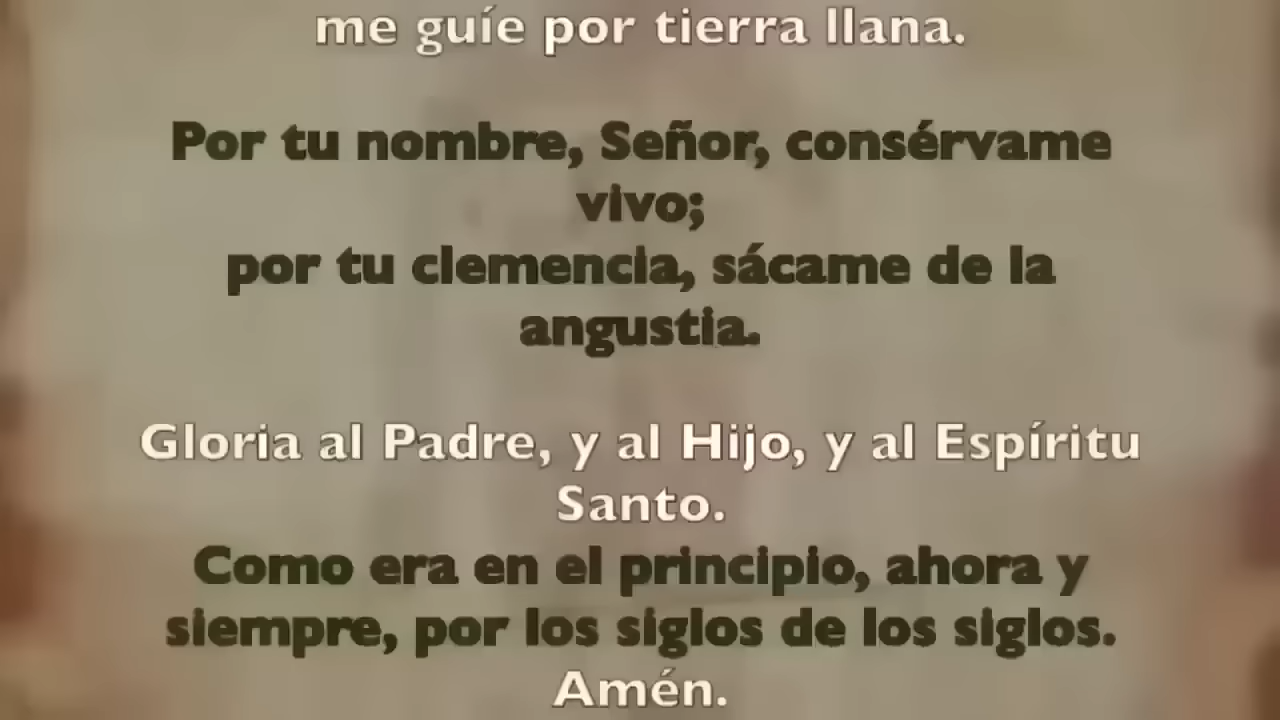 me guíe por tierra llana.
Por tu nombre, Señor, consérvame
vivo;
por tu clemencia, sácame de la
angustia.
Gloria al Padre, y al Hijo, y al Espíritu
Santo.
Como era en el principio, ahora y
siempre, por los siglos de los siglos.
Amén.